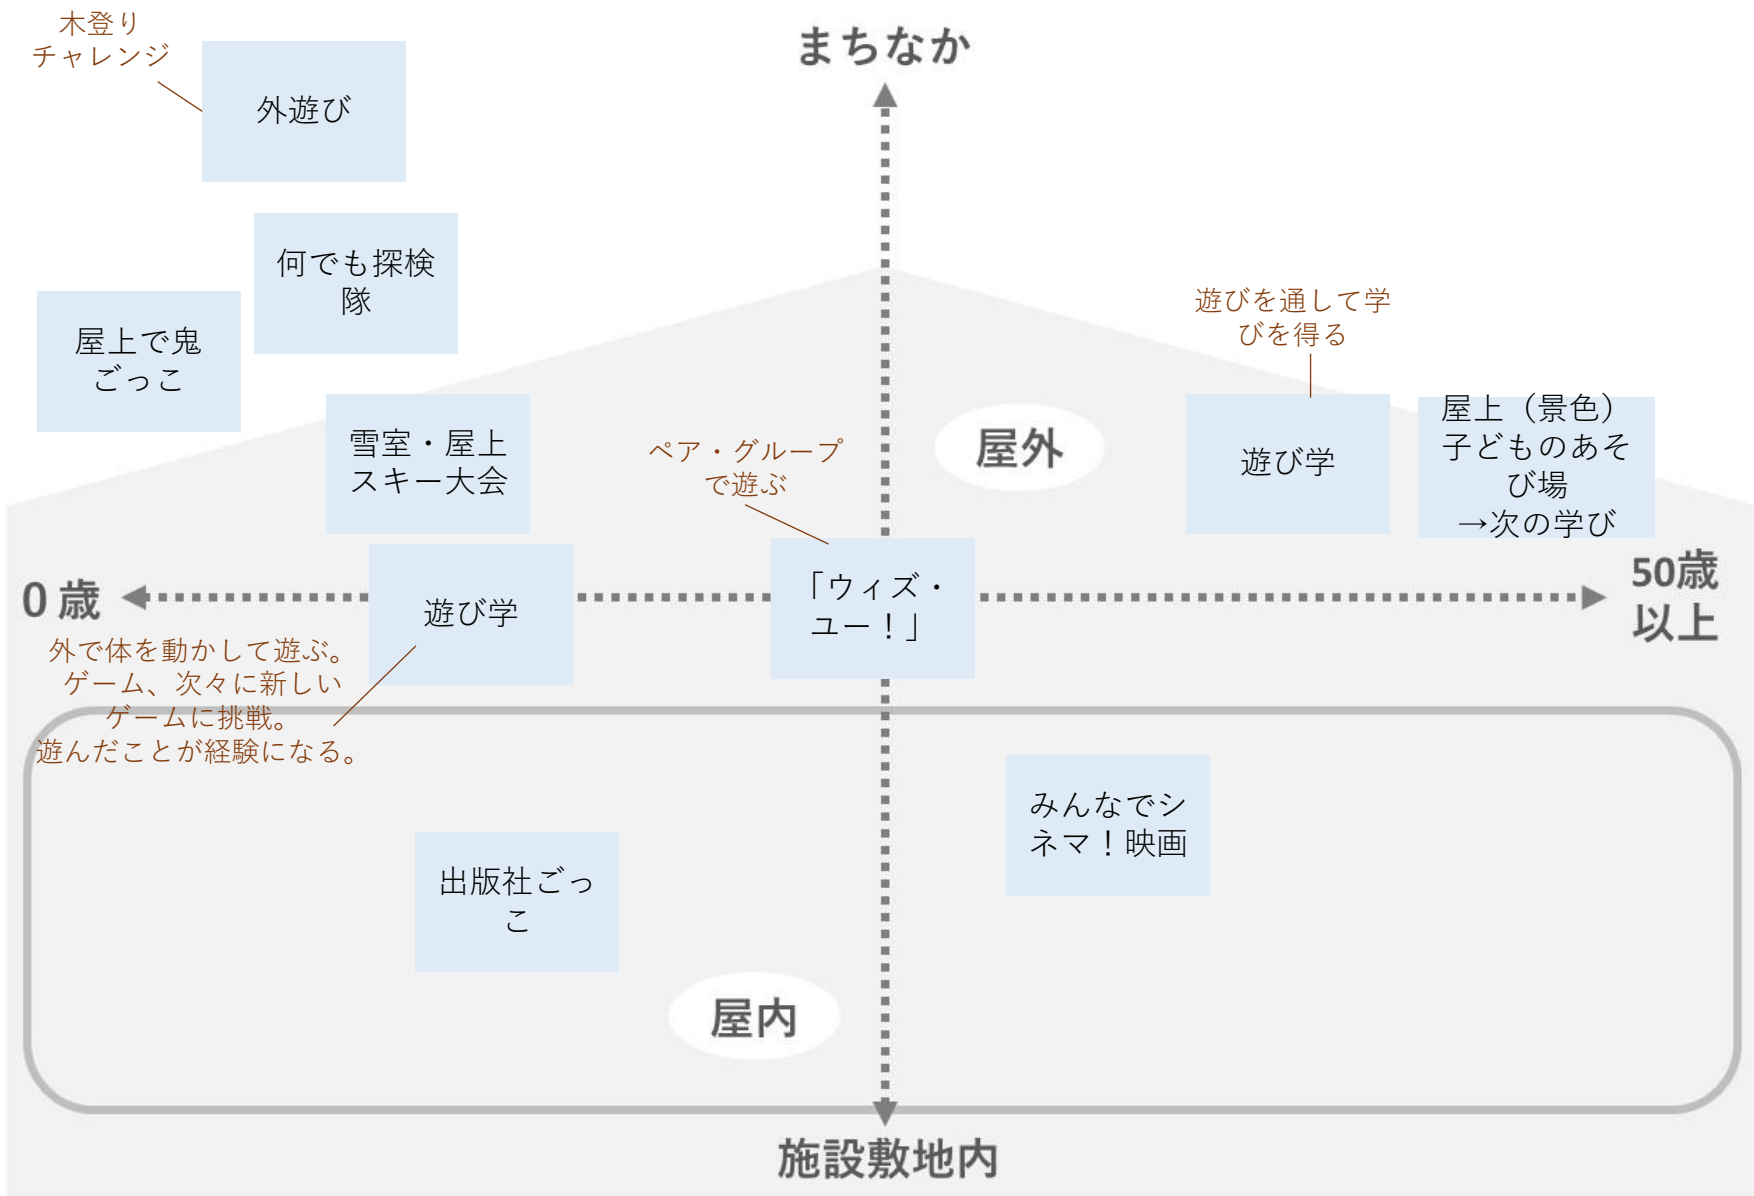 木登り
チャレンジ
まちなか
外遊び
何でも探検
隊
屋上で鬼
ごっこ
遊びを通して学
びを得る
雪室・屋上
スキー大会
ペア・グループ
で遊ぶ
屋外
遊び学
屋上（景色）
子どものあそ
び場
→次の学び
0歳
遊び学
「ウィズ・
ユー！」
50歳
以上
外で体を動かして遊ぶ。
ゲーム、次々に新しい
ゲームに挑戦。
遊んだことが経験になる。
みんなでシ
ネマ！映画
出版社ごっ
こ
屋内
施設敷地内